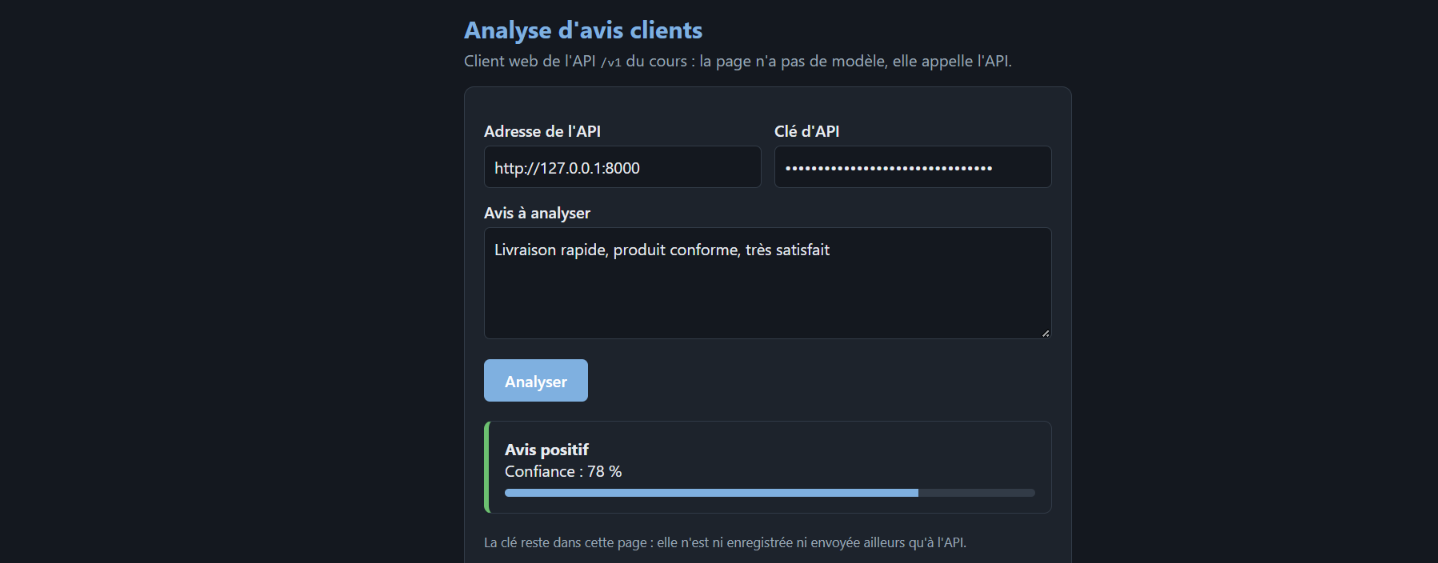 Analyse d'avis clients
Client web de l'API /v1 du cours : la page n'a pas de modèle, elle appelle l'API.
Adresse de l'API
Clé d'API
http://127.0.0.1:8000
••••••••••••••••••••••••••••••••
Avis à analyser
Livraison rapide, produit conforme, très satisfait
Analyser
Avis positif
Confiance : 78 %
La clé reste dans cette page : elle n'est ni enregistrée ni envoyée ailleurs qu'à l'API.